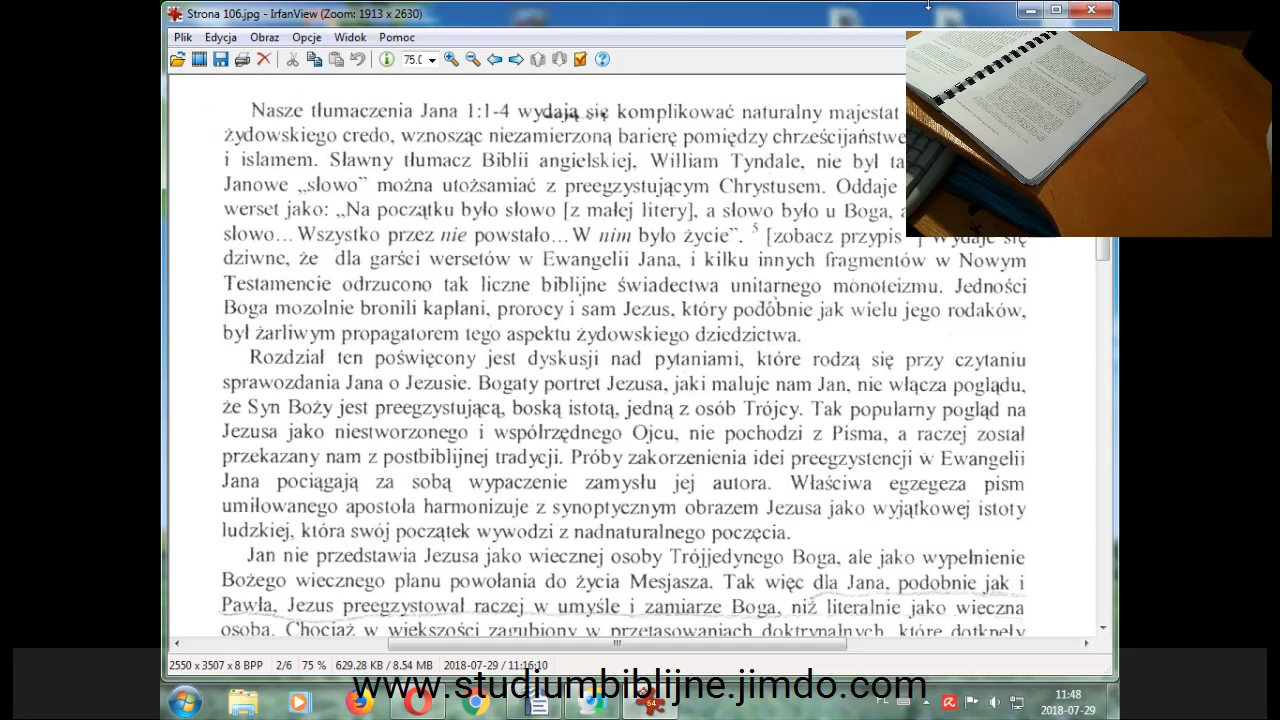 Strona 106.jpg - IrfanView (Zoom: 1913 x 2630)
Plik Edycja Obraz Opcje Widok Pomoc
Nasze tłumaczenia Jana 1:1-4 wydają się komplikować naturalny majestat
żydowskiego credo, wznosząc niezamierzoną barierę pomiędzy
i islamem. Sławny tłumacz Biblii angielskiej, William Tyndale, nie był
Janowe „słowo” można utożsamiać z preegzystującym Chrystusem. Oddaje
werset jako: „Na początku było słowo [z małej litery], a słowo było u Boga,
słowo... Wszystko przez nie powstało... W nim było życie”. 5 [zobacz przypis
dziwne, że dla garści wersetów w Ewangelii Jana, i kilku innych fragmentów w Nowym
Testamencie odrzucono tak liczne biblijne świadectwa unitarnego monoteizmu. Jedności
Boga mozolnie bronili kapłani, prorocy i sam Jezus, który podobnie jak wielu jego rodaków,
był żarliwym propagatorem tego aspektu żydowskiego dziedzictwa.
Rozdział ten poświęcony jest dyskusji nad pytaniami, które rodzą się przy czytaniu
sprawozdania Jana o Jezusie. Bogaty portret Jezusa, jaki maluje nam Jan, nie włącza poglądu,
że Syn Boży jest preegzystującą, boską istotą, jedną z osób Trójcy. Tak popularny pogląd na
Jezusa jako niestworzonego i współrzędnego Ojcu, nie pochodzi z Pisma, a raczej został
przekazany nam z postbiblijnej tradycji. Próby zakorzenienia idei preegzystencji w Ewangelii
Jana pociągają za sobą wypaczenie zamysłu jej autora. Właściwa egzegeza pism
umiłowanego apostoła harmonizuje z synoptycznym obrazem Jezusa jako wyjątkowej istoty
ludzkiej, która swój początek wywodzi z nadnaturalnego poczęcia.
Jan nie przedstawia Jezusa jako wiecznej osoby Trójjedynego Boga, ale jako wypełnienie
Bożego wiecznego planu powołania do życia Mesjasza. Tak więc dla Jana, podobnie jak i
Pawła, Jezus preegzystował raczej w umyśle i zamiarze Boga, niż literalnie jako wieczna
osoba. Chociaż w większości zagubiony w przetasowaniach doktrynalnych, które dotknęły
2550 x 3507 x 8 BPP 2/6 75 % 629.28 KB / 8.54 MB 2018-07-29 / 11:16:10
www.studiumbiblijne.jimdo.com
64
PL
11:48
2018-07-29